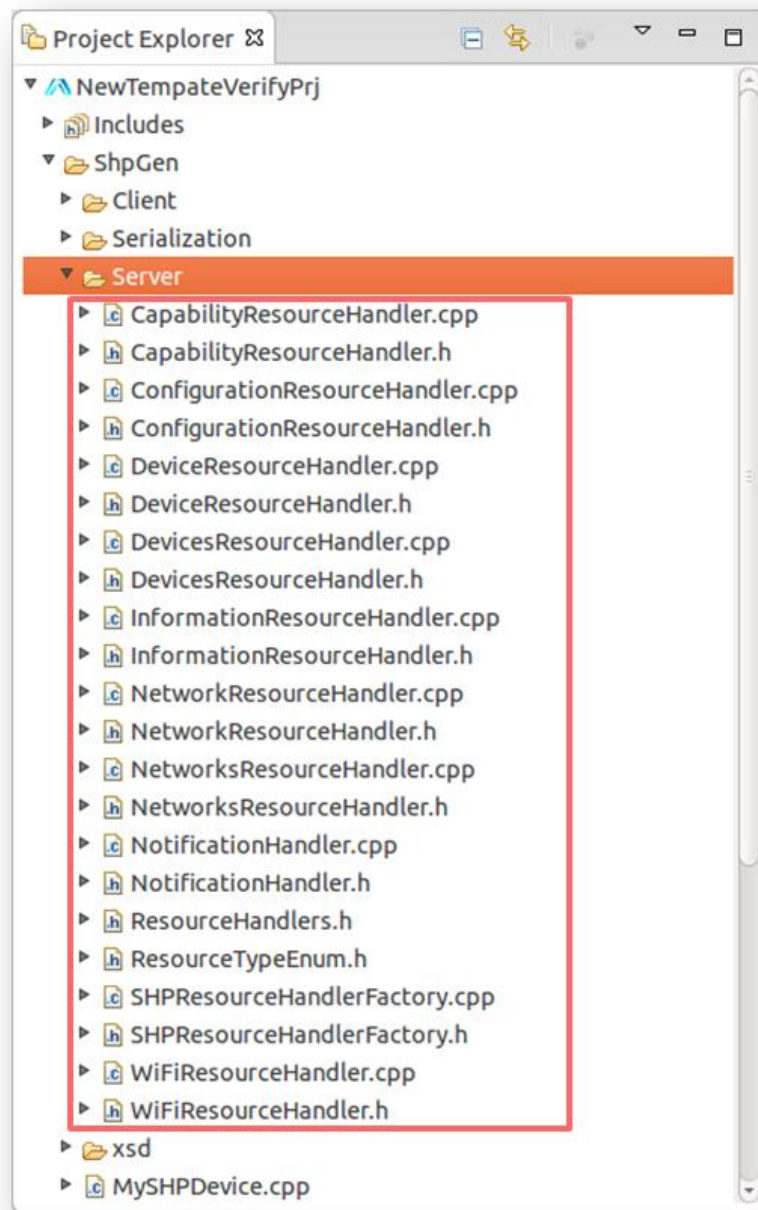 Project Explorer
NewTempateVerifyPrj
Includes
ShpGen
Client
Serialization
Server
CapabilityResourceHandler.cpp
CapabilityResourceHandler.h
ConfigurationResourceHandler.cpp
ConfigurationResourceHandler.h
DeviceResourceHandler.cpp
DeviceResourceHandler.h
DevicesResourceHandler.cpp
DevicesResourceHandler.h
InformationResourceHandler.cpp
InformationResourceHandler.h
NetworkResourceHandler.cpp
NetworkResourceHandler.h
NetworksResourceHandler.cpp
NetworksResourceHandler.h
NotificationHandler.cpp
NotificationHandler.h
ResourceHandlers.h
ResourceTypeEnum.h
SHPResourceHandlerFactory.cpp
SHPResourceHandlerFactory.h
WiFiResourceHandler.cpp
WiFiResourceHandler.h
xsd
MySHPDevice.cpp